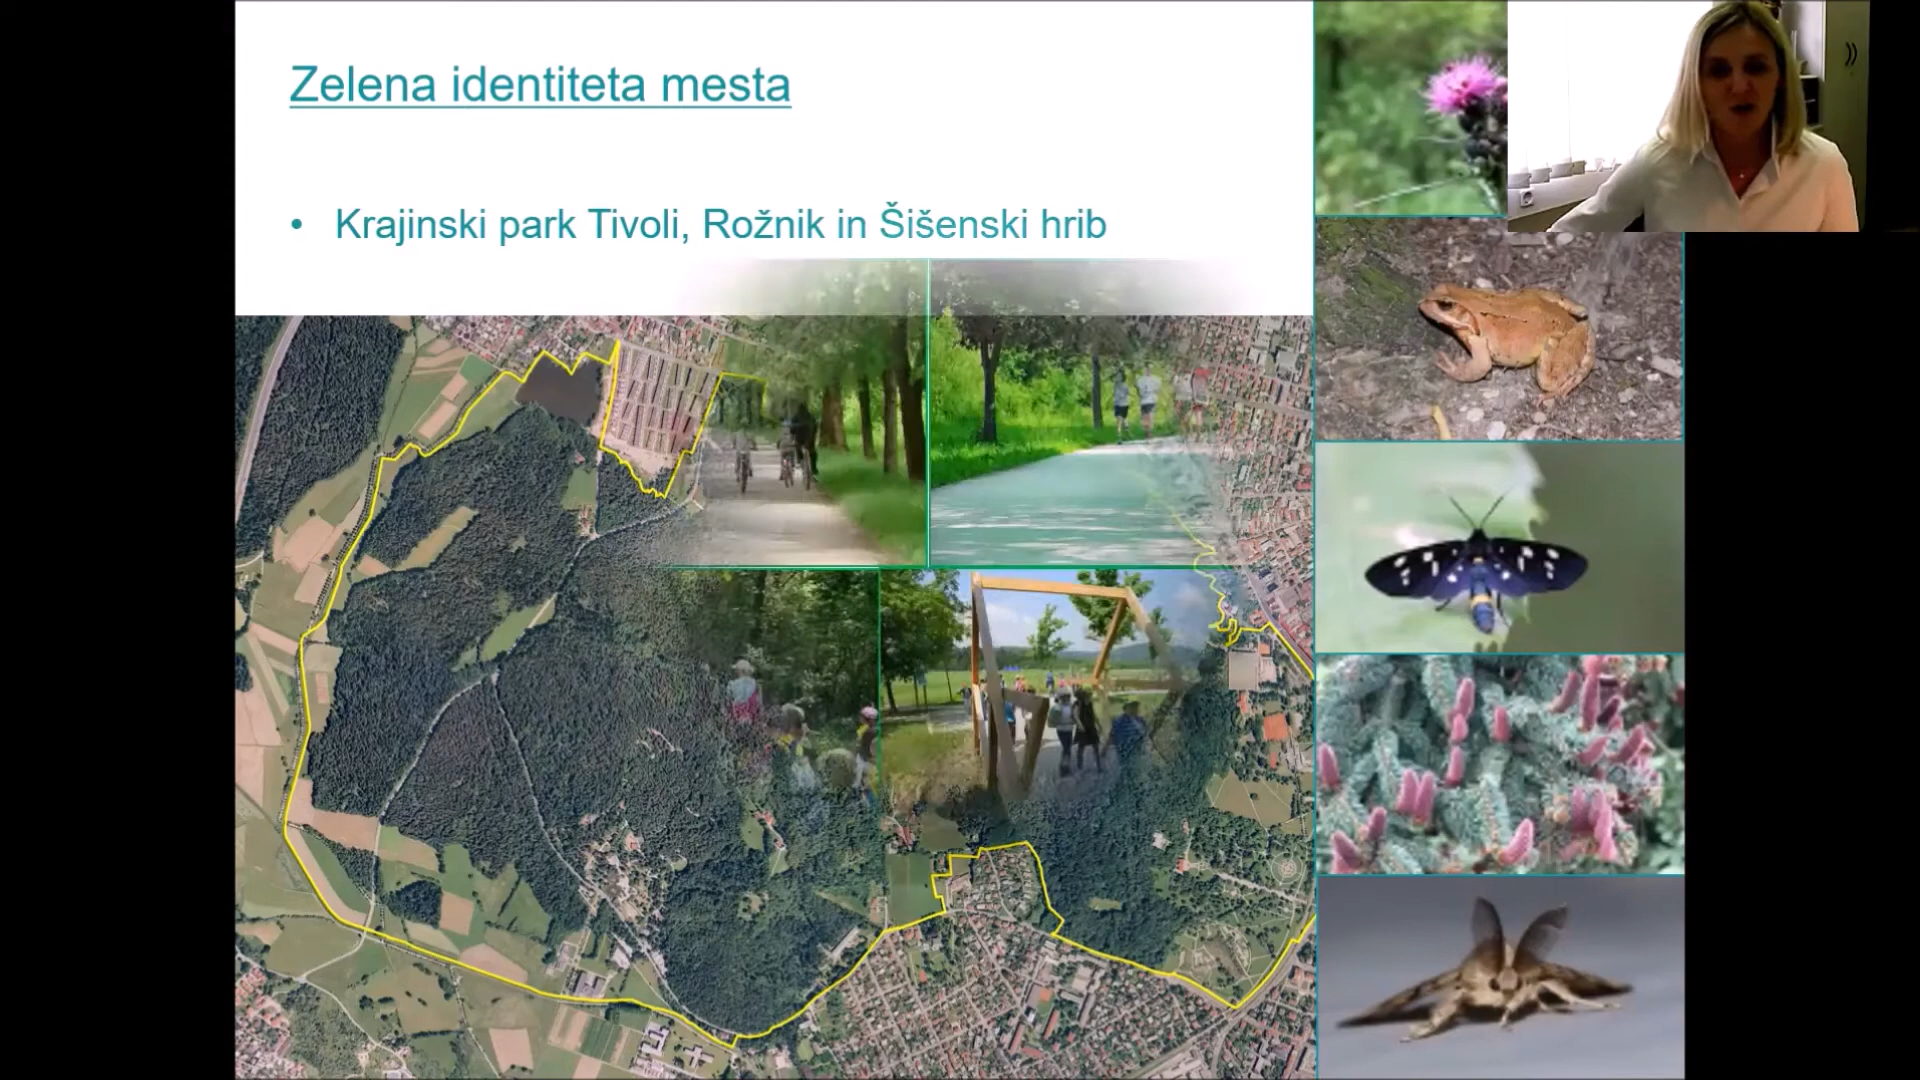 Zelena identiteta mesta
• Krajinski park Tivoli, Rožnik in Šišenski hrib